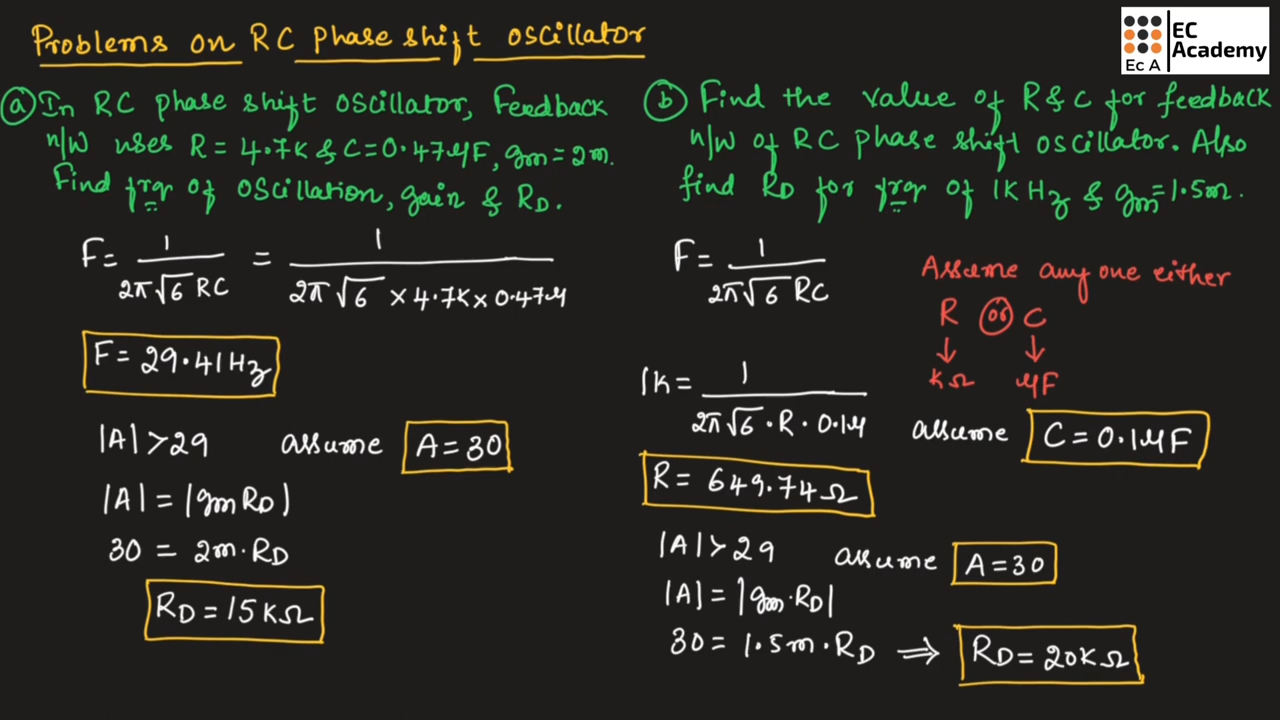 Problems on RC phase shift oscillator
EC
Academy
Ec A
(a) In RC phase shift oscillator, Feedback
n/w uses R = 4.7K & C=0.47μF, gm=2m.
Find frqr of oscillation, gain & RD.
F= 1/(2π√6 RC) = 1/(2π√6 × 4.7K × 0.47μ)
F= 29.41Hz
|A| > 29 assume A = 30
|A| = |gm RD|
30 = 2m·RD
RD = 15KΩ
(b) Find the value of R & C for feedback
n/w of RC phase shift oscillator. Also
find RD for frqr of 1KHz & gm=1.5m.
F= 1/(2π√6 RC)
Assume any one either
R (or) C
↓ ↓
KΩ μF
1K = 1/(2π√6 · R · 0.1μ)
assume C = 0.1μF
R = 649.74Ω
|A| > 29 assume A = 30
|A| = |gm·RD|
30 = 1.5m·RD ⇒ RD = 20KΩ